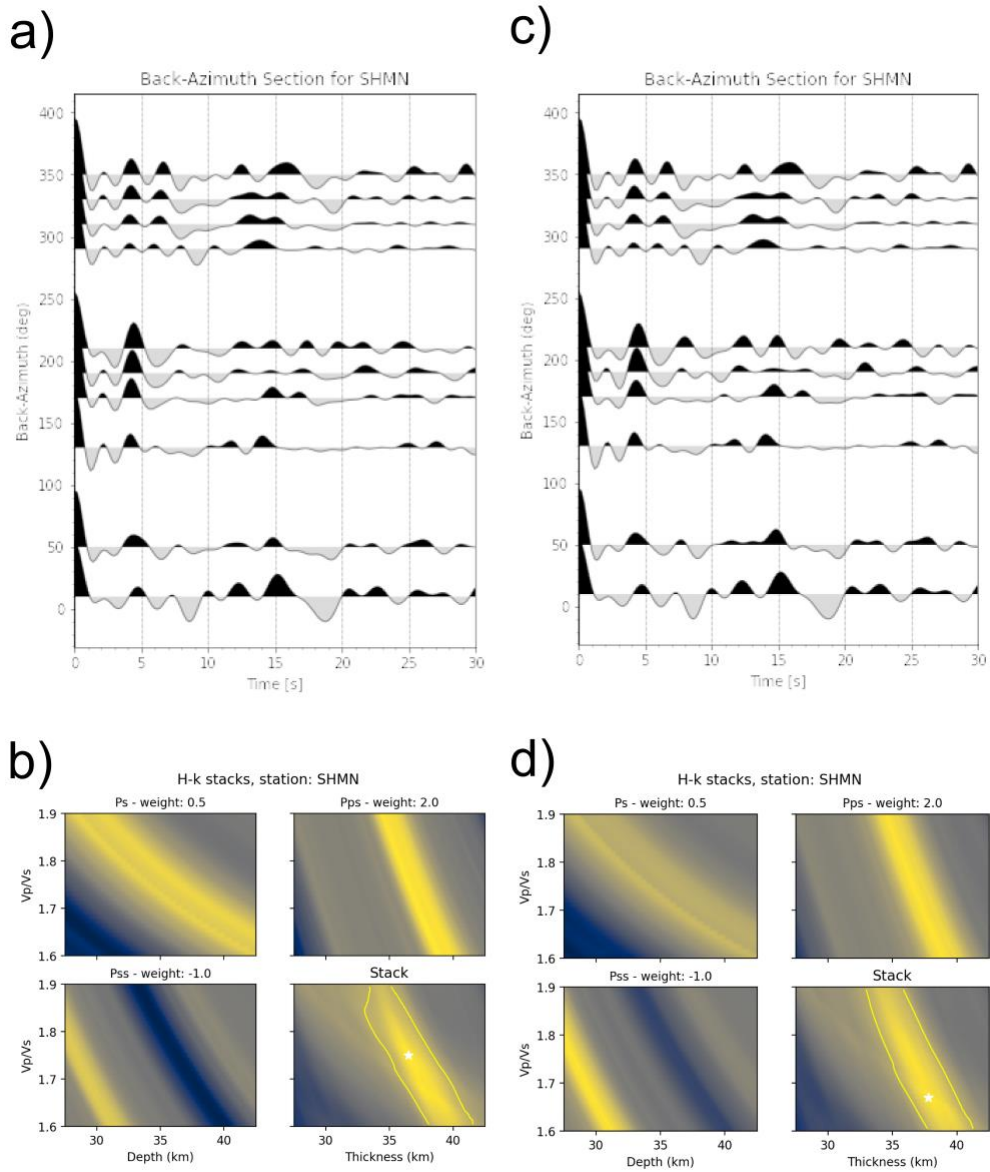 a)
Back-Azimuth Section for SHMN
Back-Azimuth (deg)
400
350
300
250
200
150
100
50
0
0 5 10 15 20 25 30
Time [s]
c)
Back-Azimuth Section for SHMN
Back-Azimuth (deg)
400
350
300
250
200
150
100
50
0
0 5 10 15 20 25 30
Time [s]
b)
H-k stacks, station: SHMN
Ps - weight: 0.5
Pps - weight: 2.0
Vp/Vs
1.9
1.8
1.7
1.6
Pss - weight: -1.0
Stack
Vp/Vs
1.9
1.8
1.7
1.6
30 35 40
Depth (km)
30 35 40
Thickness (km)
d)
H-k stacks, station: SHMN
Ps - weight: 0.5
Pps - weight: 2.0
Vp/Vs
1.9
1.8
1.7
1.6
Pss - weight: -1.0
Stack
Vp/Vs
1.9
1.8
1.7
1.6
30 35 40
Depth (km)
30 35 40
Thickness (km)